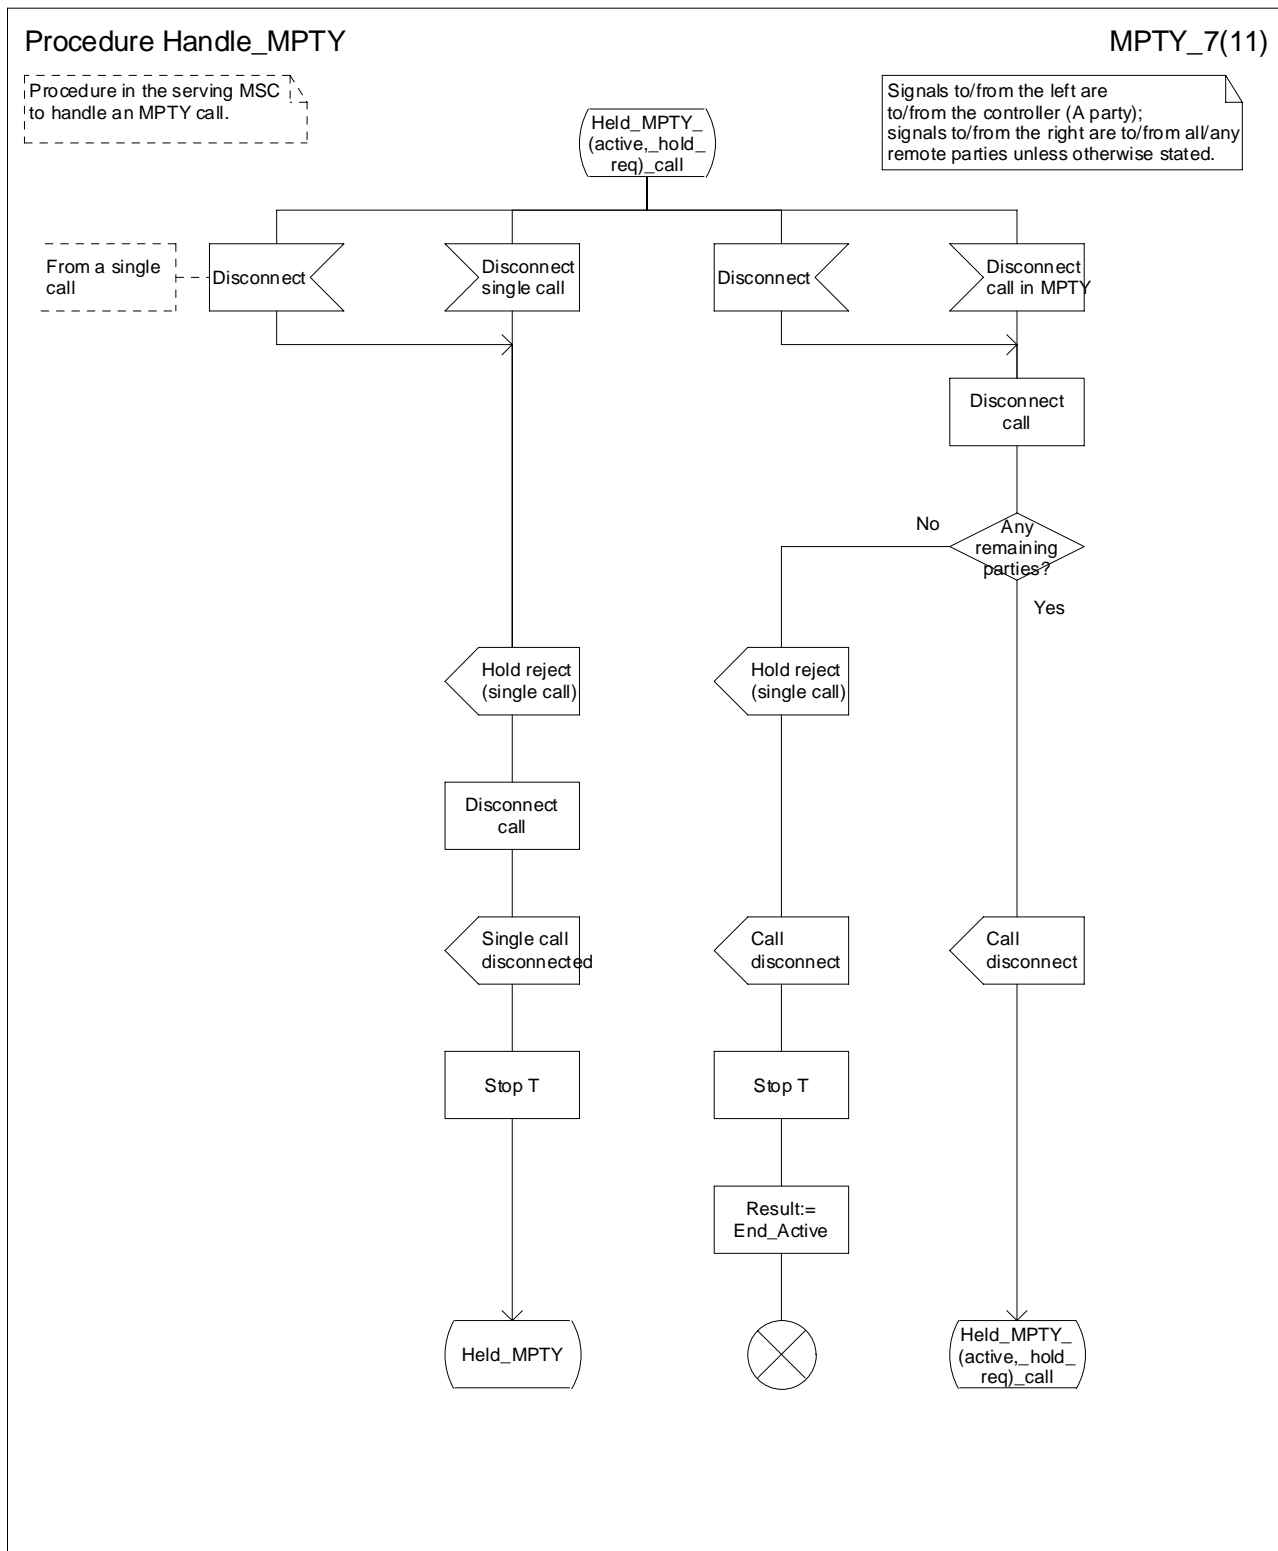 Procedure Handle_MPTY
MPTY_7(11)
Procedure in the serving MSC
to handle an MPTY call.
Signals to/from the left are
to/from the controller (A party);
signals to/from the right are to/from all/any
remote parties unless otherwise stated.
Held_MPTY_
(active,_hold_
req)_call
From a single
call
Disconnect
Disconnect
single call
Disconnect
Disconnect
call in MPTY
Disconnect
call
No
Any
remaining
parties?
Yes
Hold reject
(single call)
Hold reject
(single call)
Disconnect
call
Single call
disconnected
Call
disconnect
Call
disconnect
Stop T
Stop T
Result:=
End_Active
Held_MPTY
Held_MPTY_
(active,_hold_
req)_call